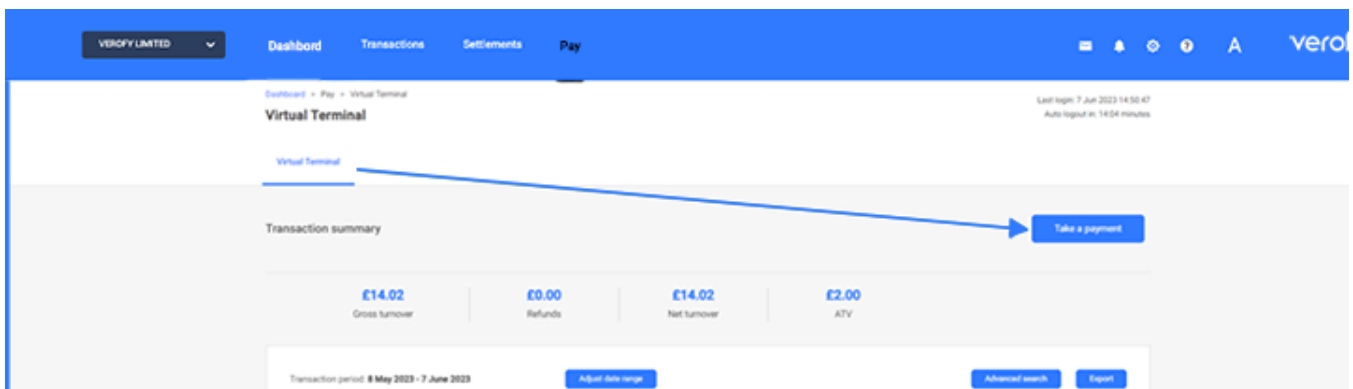 VEROFY LIMITED Dashbord Transactions Settlements Pay A verof
Dashboard > Pay > Virtual Terminal
Last login: 7 Jun 2023 14:50:47
Virtual Terminal
Auto logout in: 14:04 minutes
Virtual Terminal
Transaction summary
Take a payment
£14.02 £0.00 £14.02 £2.00
Gross turnover Refunds Net turnover ATV
Transaction period: 8 May 2023 - 7 June 2023 Adjust date range Advanced search Export